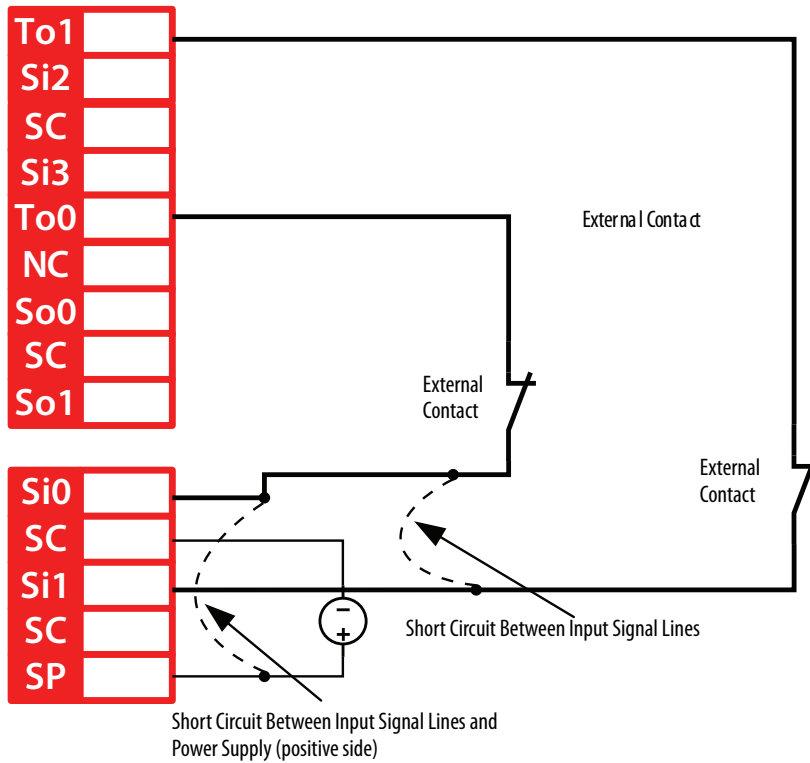 To1
Si2
SC
Si3
To0
NC
So0
SC
So1
External Contact
External
Contact
External
Contact
Si0
SC
Si1
SC
SP
−
+
Short Circuit Between Input Signal Lines
Short Circuit Between Input Signal Lines and
Power Supply (positive side)